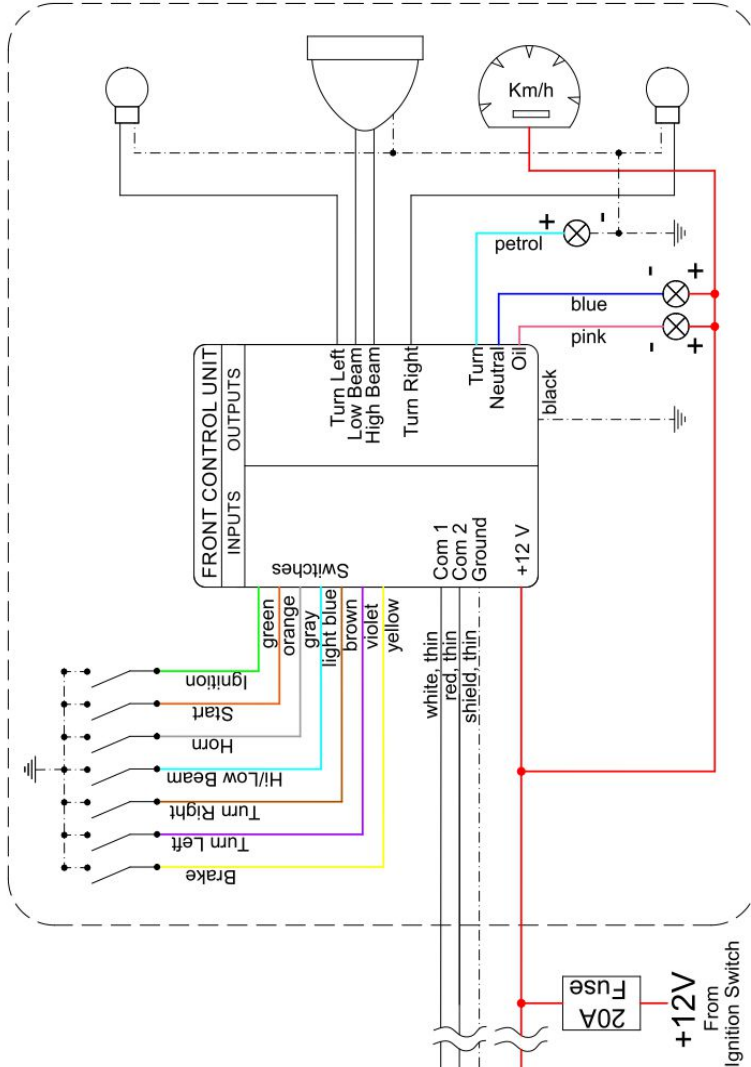 Km/h
petrol
+
-
blue
-
+
pink
-
+
FRONT CONTROL UNIT
INPUTS
OUTPUTS
Turn Left
Low Beam
High Beam
Turn Right
Turn
Neutral
Oil
black
Switches
Com 1
Com 2
Ground
+12 V
green
orange
gray
light blue
brown
violet
yellow
white, thin
red, thin
shield, thin
Ignition
Start
Horn
Hi/Low Beam
Turn Right
Turn Left
Brake
20A
Fuse
+12V
From
Ignition Switch